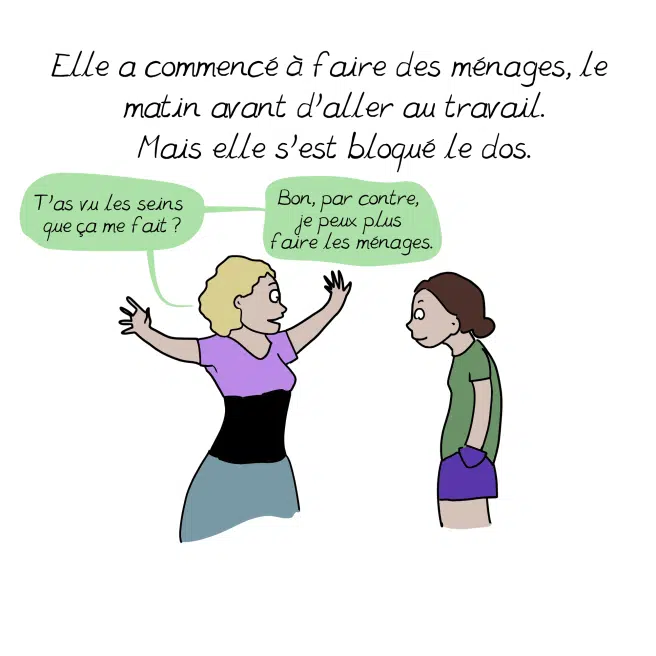 Elle a commencé à faire des ménages, le
matin avant d'aller au travail.
Mais elle s'est bloqué le dos.
T'as vu les seins
que ça me fait ?
Bon, par contre,
je peux plus
faire les ménages.